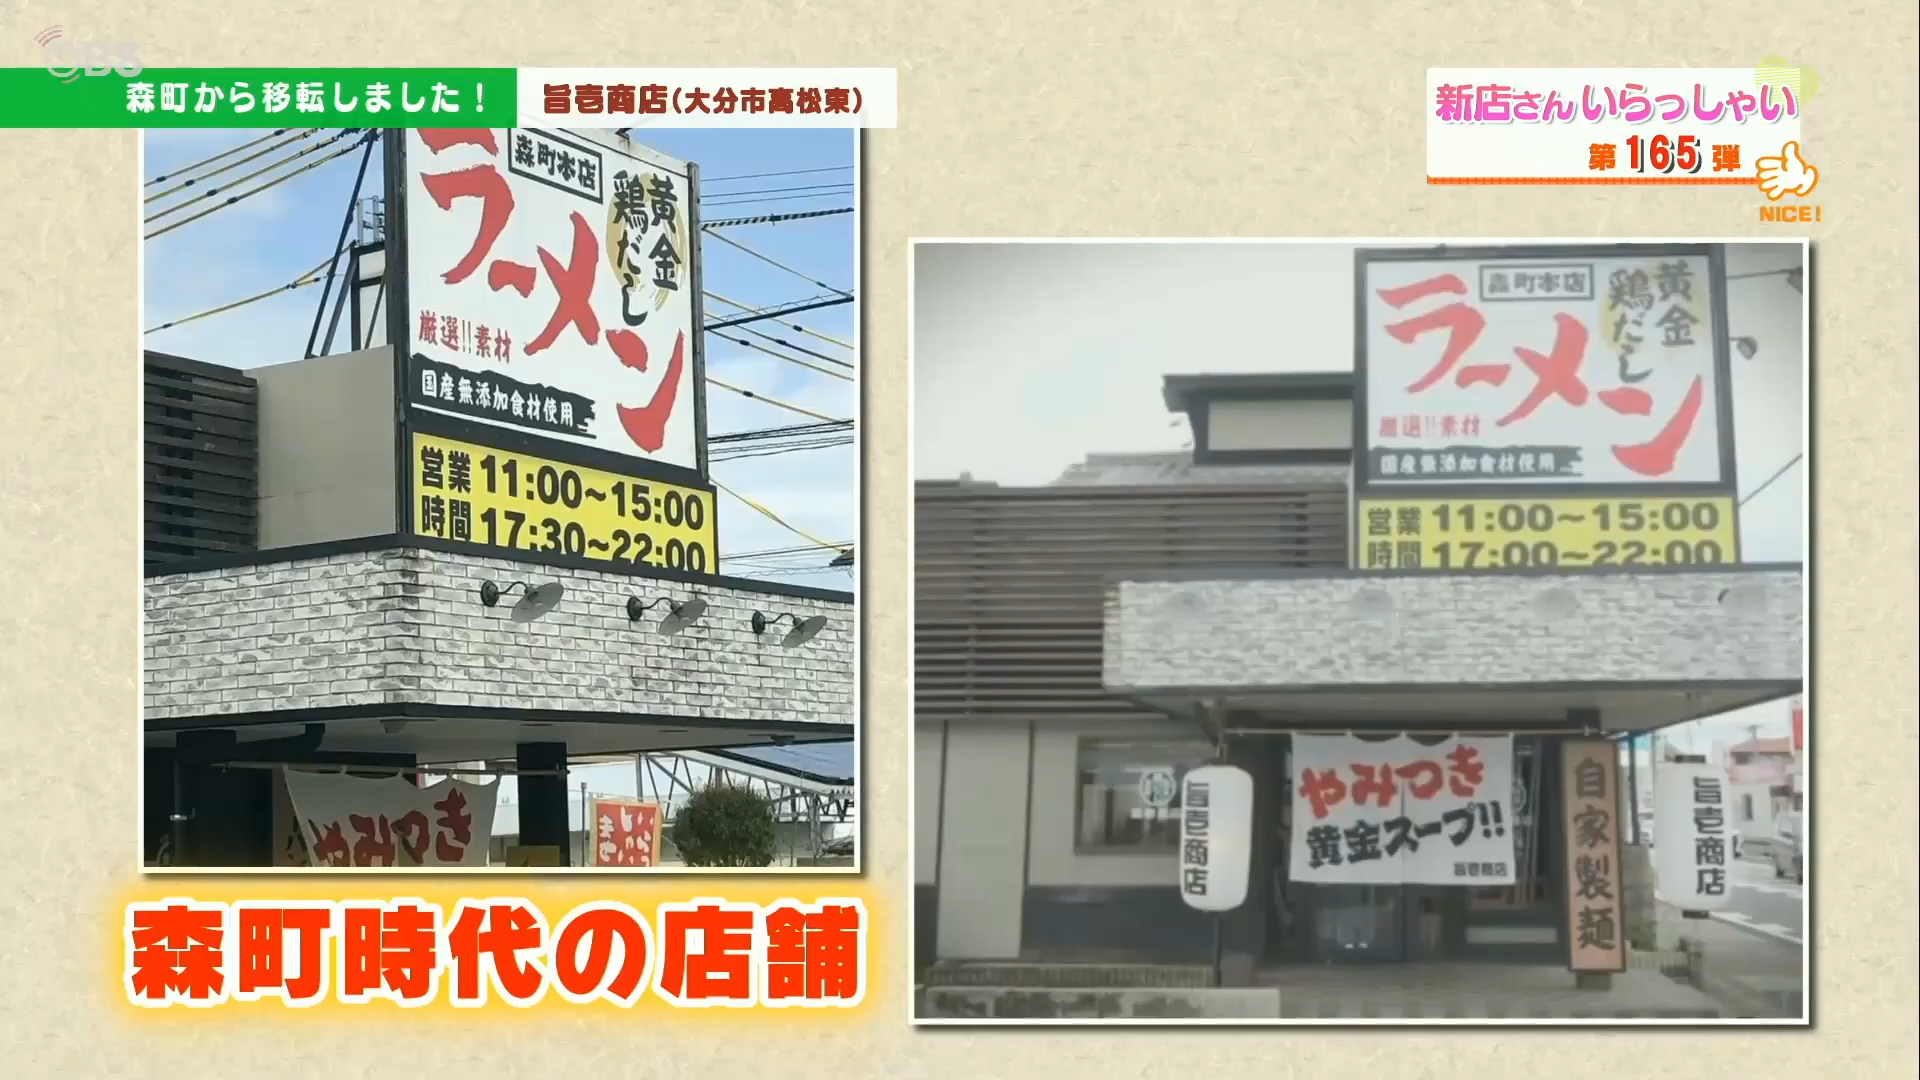 OBS
森町から移転しました!
旨壱商店(大分市高松東)
新店さんいらっしゃい
第165弾
NICE!
森町本店
黄金
鶏だし
ラーメン
厳選!!素材
国産無添加食材使用
営業時間
11:00~15:00
17:30~22:00
やみつき
森町時代の店舗
森町本店
黄金
鶏だし
ラーメン
厳選!!素材
国産無添加食材使用
営業時間
11:00~15:00
17:00~22:00
やみつき
黄金スープ!!
旨壱商店
旨壱商店
自家製麺
旨壱商店